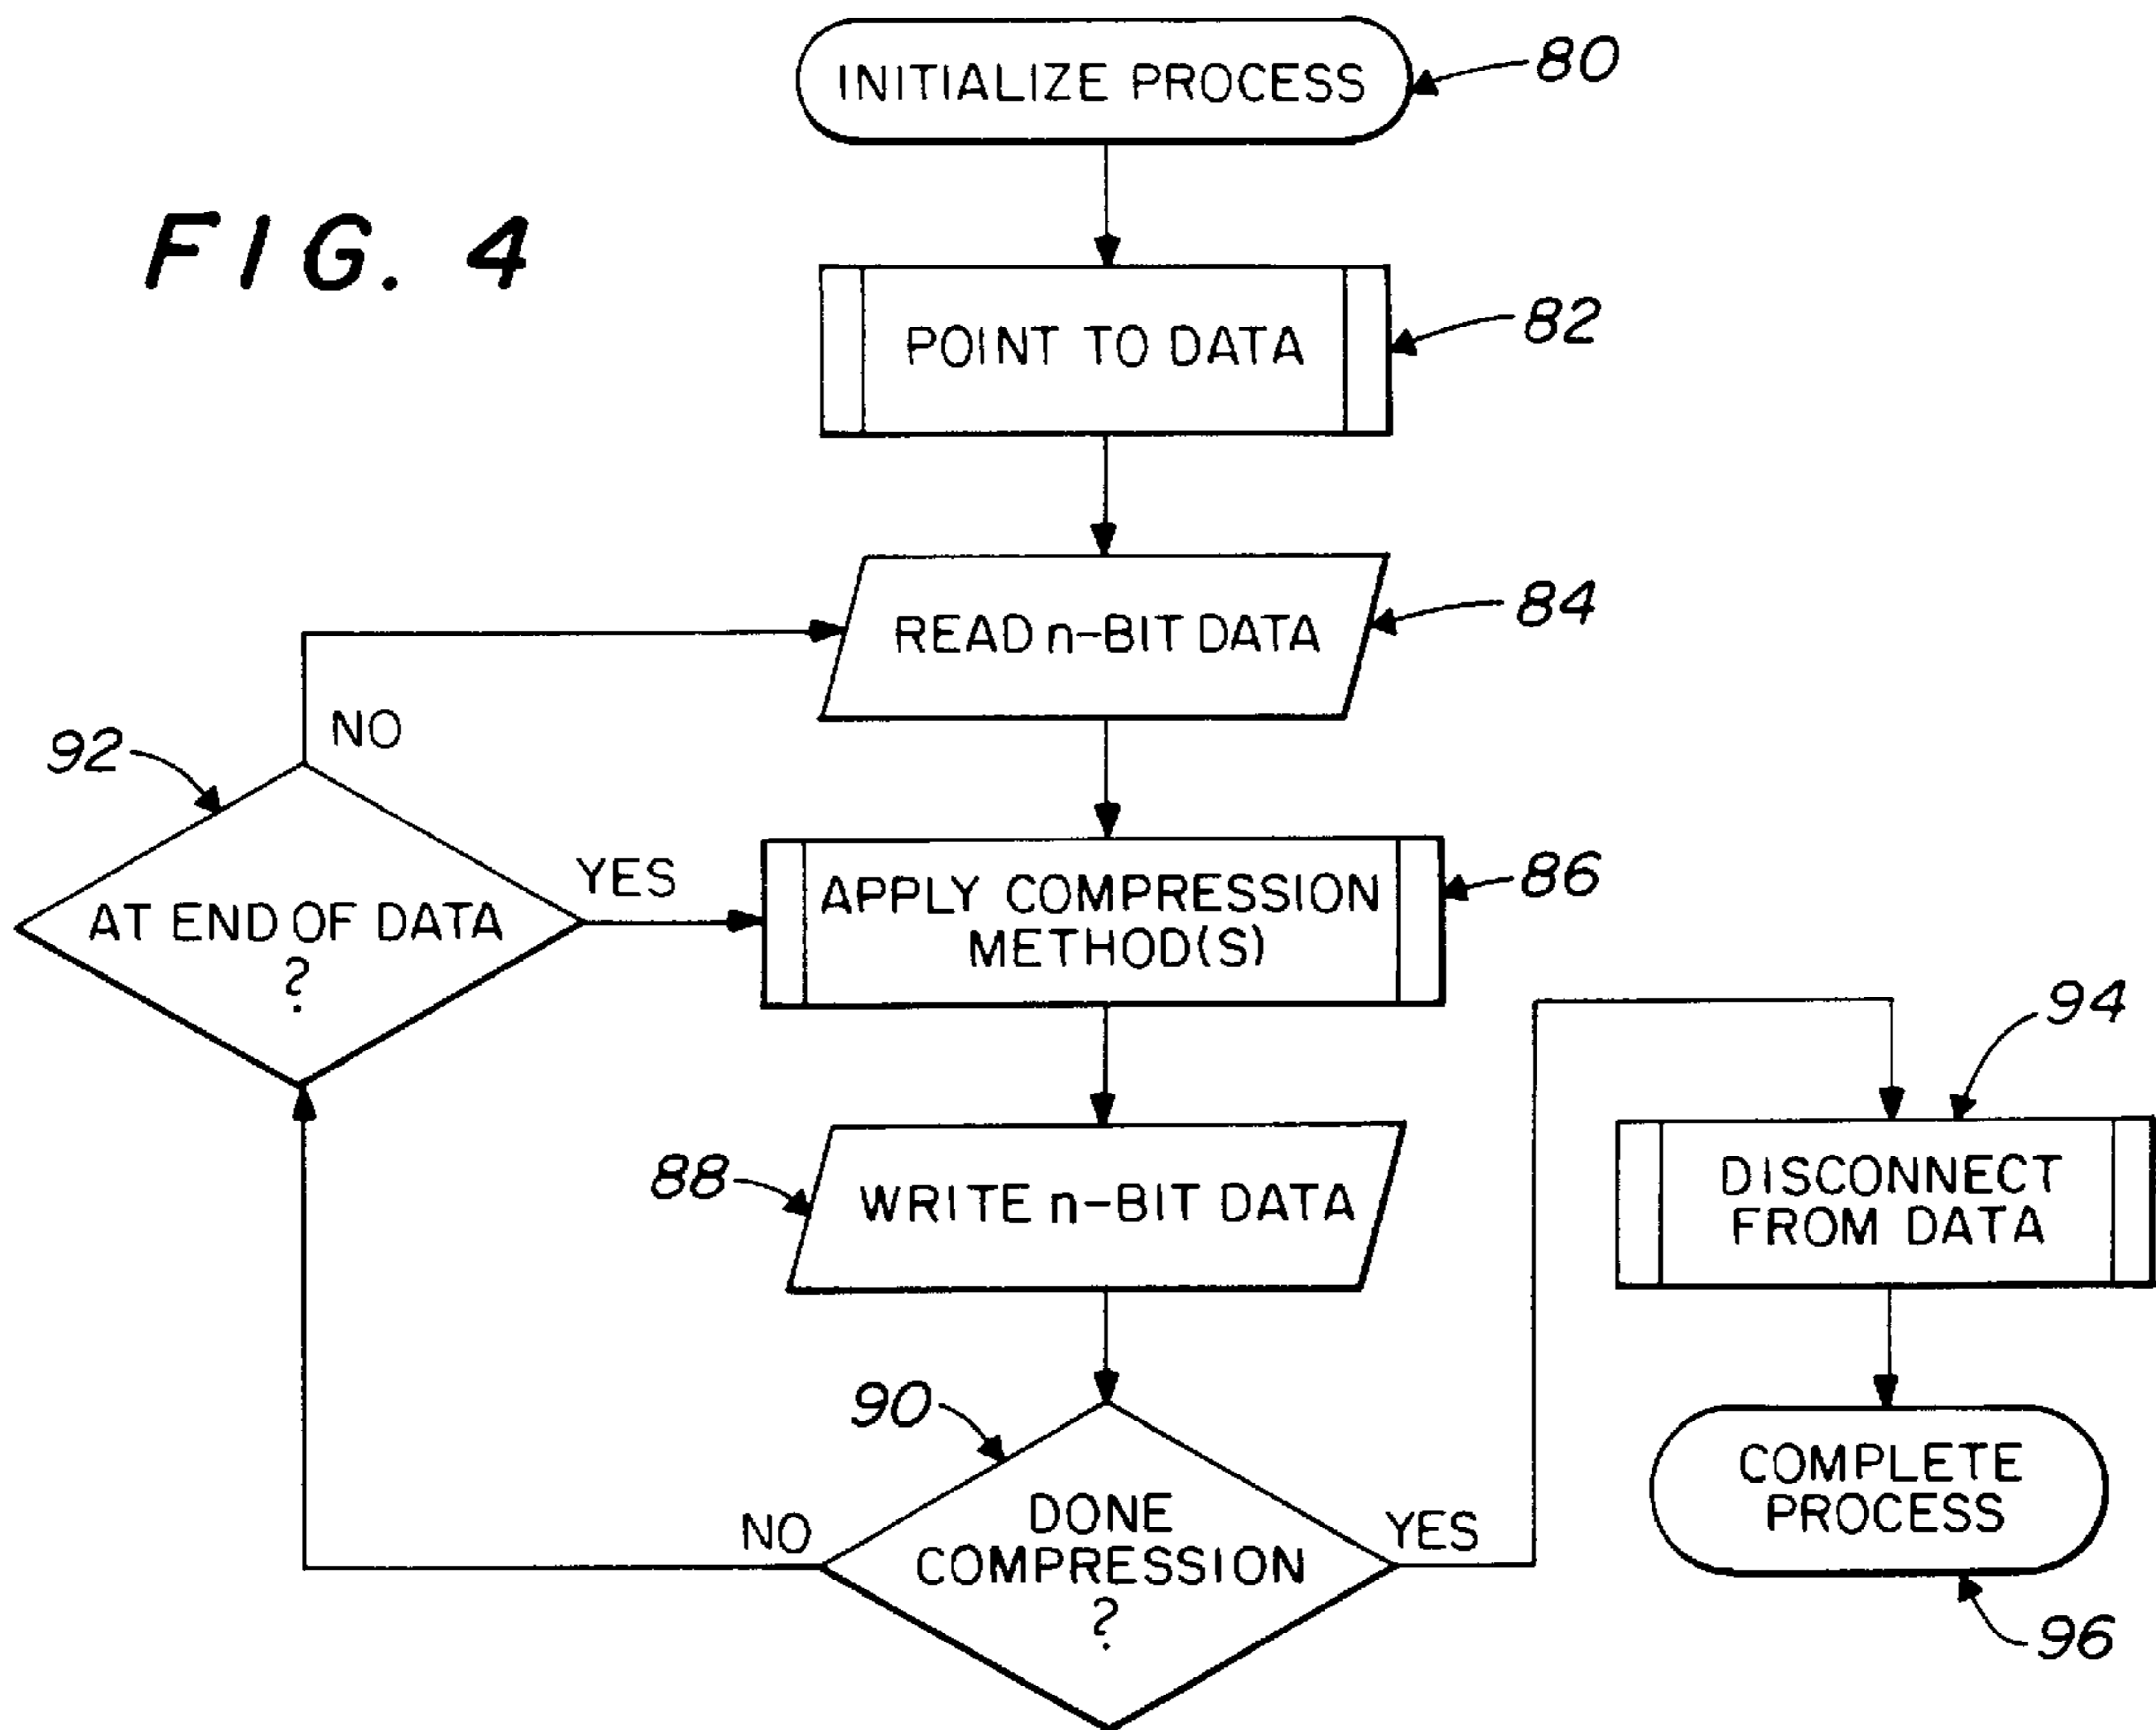 INITIALIZE PROCESS
80
FIG. 4
POINT TO DATA
82
READ n-BIT DATA
84
NO
92
YES
APPLY COMPRESSION
METHOD(S)
86
AT END OF DATA
?
94
88
WRITE n-BIT DATA
DISCONNECT
FROM DATA
90
NO
DONE
COMPRESSION
?
YES
COMPLETE
PROCESS
96